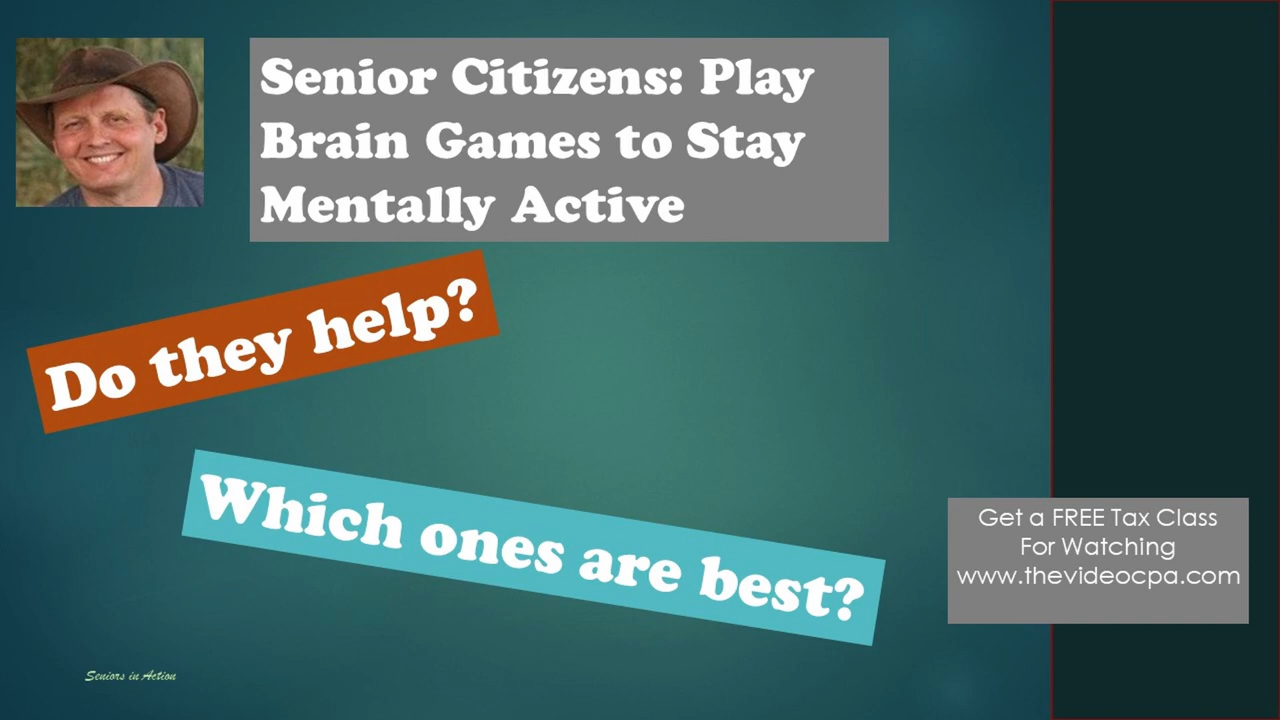 Senior Citizens: Play
Brain Games to Stay
Mentally Active
Do they help?
Which ones are best?
Get a FREE Tax Class
For Watching
www.thevideocpa.com
Seniors in Action